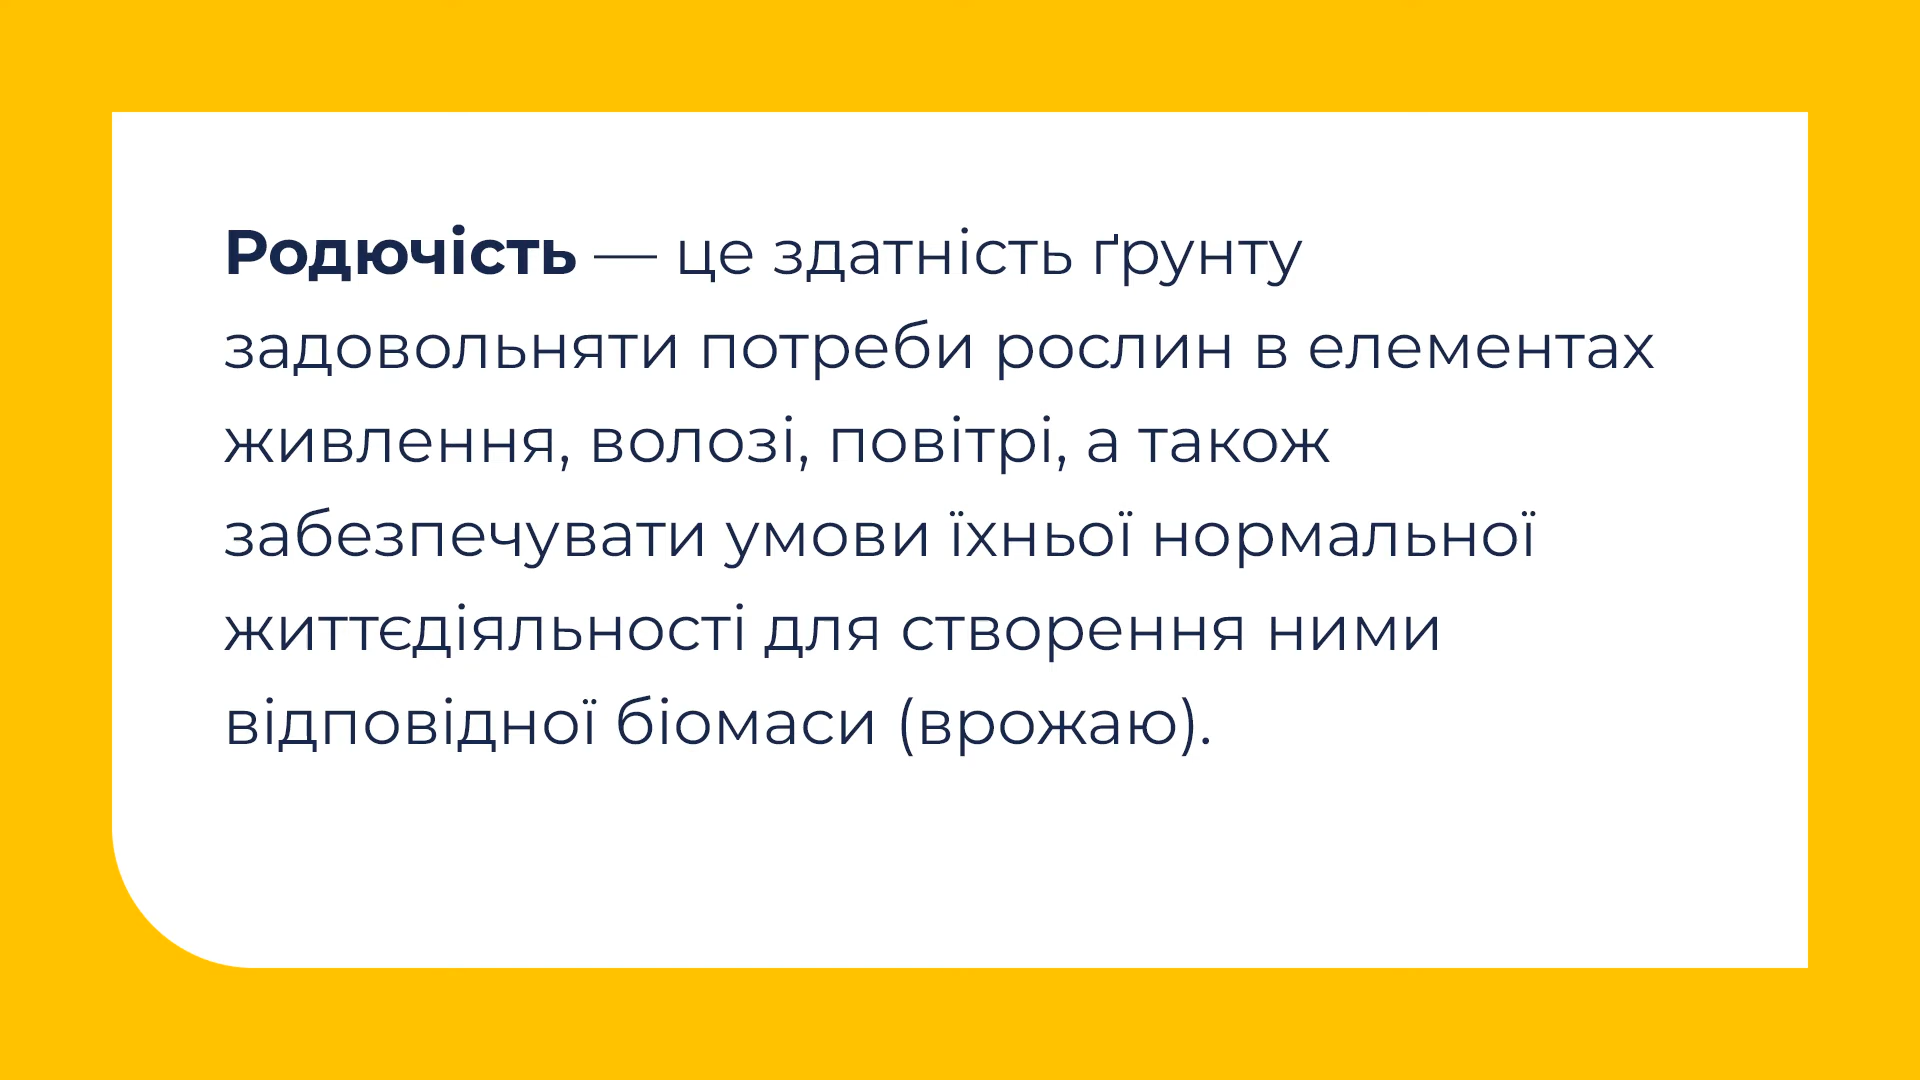 Родючість — це здатність ґрунту
задовольняти потреби рослин в елементах
живлення, волозі, повітрі, а також
забезпечувати умови їхньої нормальної
життєдіяльності для створення ними
відповідної біомаси (врожаю).